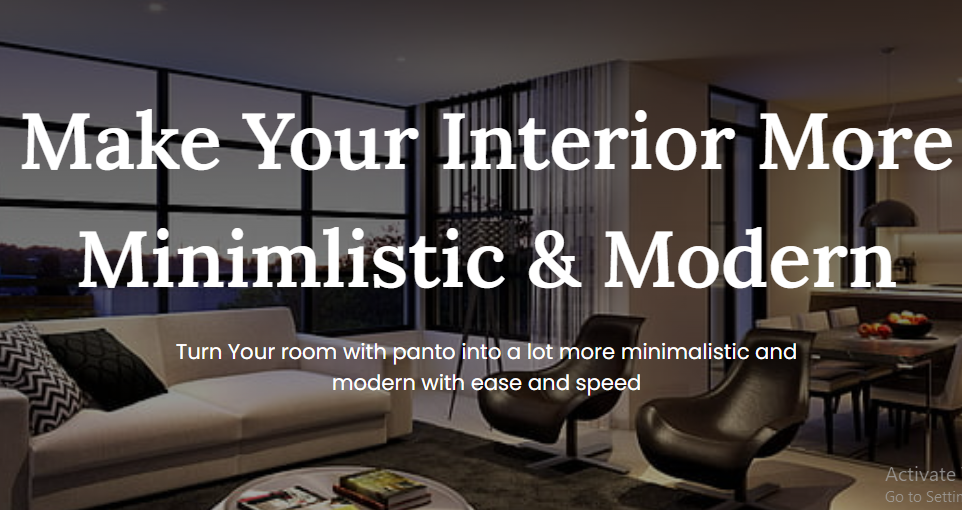 Make Your Interior More
Minimlistic & Modern
Turn Your room with panto into a lot more minimalistic and
modern with ease and speed
Activate
Go to Settin